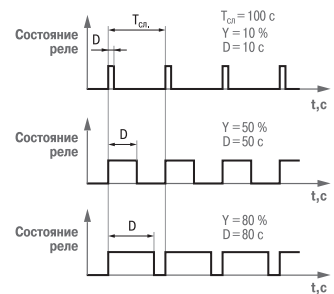 Состояние
реле
D
Tсл.
Tсл = 100 с
Y = 10 %
D = 10 с
t,с
Состояние
реле
D
Y = 50 %
D = 50 с
t,с
Состояние
реле
D
Y = 80 %
D = 80 с
t,с